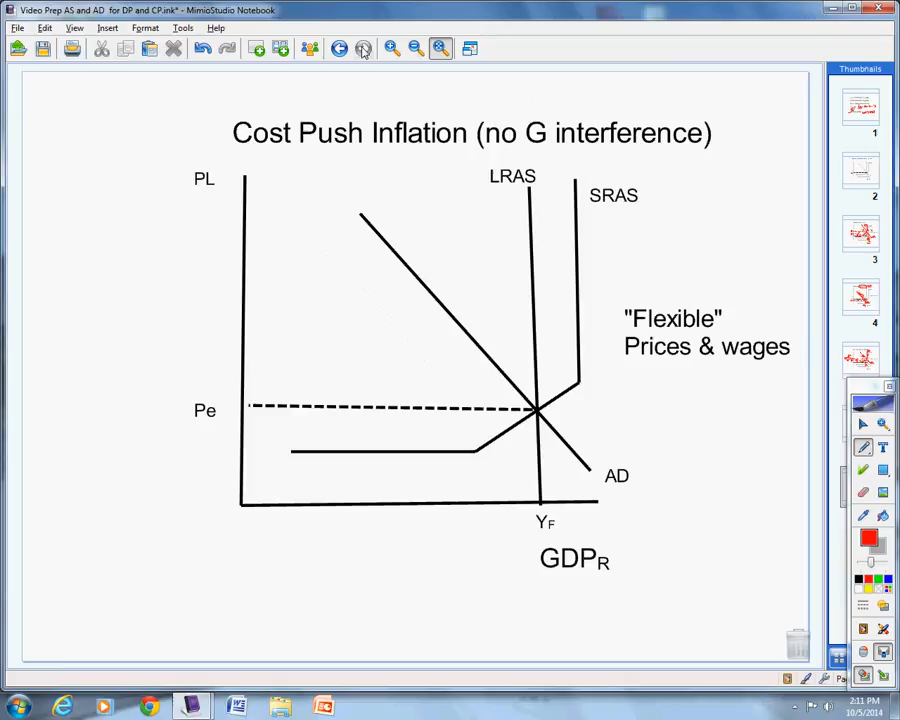 Video Prep AS and AD for DP and CP.ink* - MimioStudio Notebook
File Edit View Insert Format Tools Help
Thumbnails
Cost Push Inflation (no G interference)
PL
LRAS
SRAS
"Flexible"
Prices & wages
Pe
AD
YF
GDPR
1
2
3
4
2:11 PM
10/5/2014